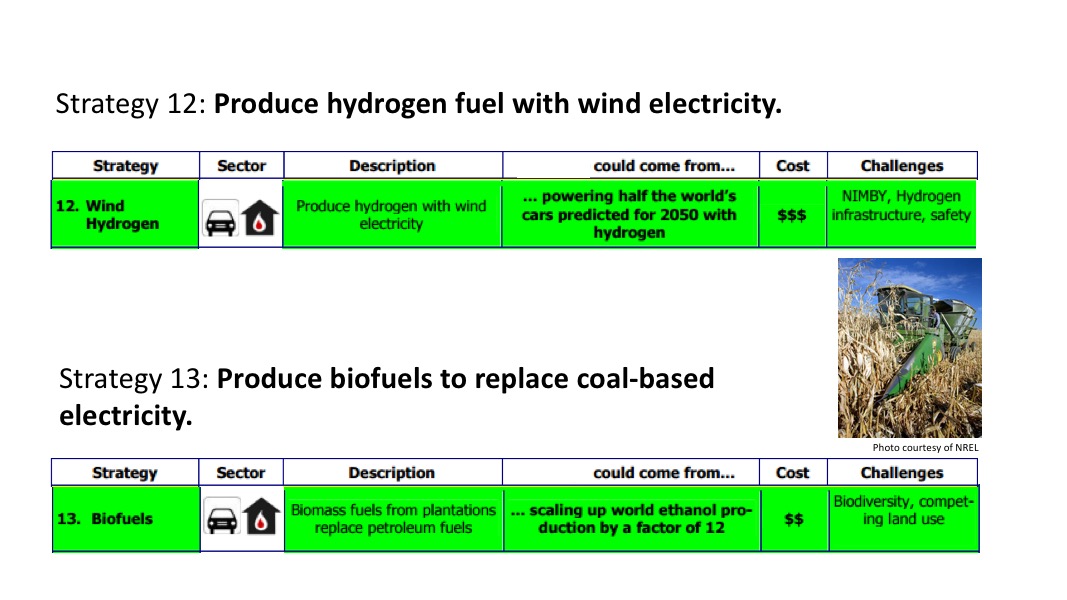 Strategy 12: Produce hydrogen fuel with wind electricity.
Strategy Sector Description could come from... Cost Challenges
12. Wind Hydrogen
Produce hydrogen with wind
electricity
... powering half the world's
cars predicted for 2050 with
hydrogen
$$$
NIMBY, Hydrogen
infrastructure, safety
Strategy 13: Produce biofuels to replace coal-based
electricity.
Photo courtesy of NREL
Strategy Sector Description could come from... Cost Challenges
13. Biofuels
Biomass fuels from plantations
replace petroleum fuels
... scaling up world ethanol pro-
duction by a factor of 12
$$
Biodiversity, compet-
ing land use